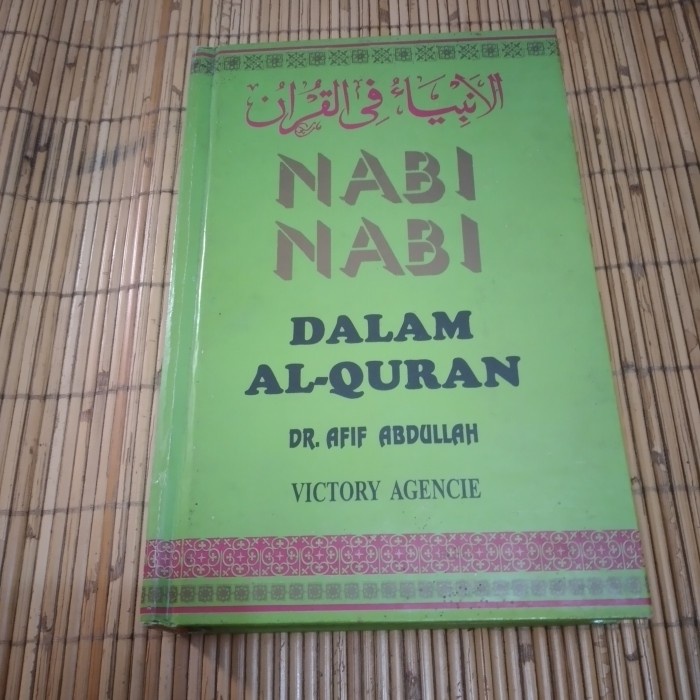 الأنبياء في القرآن
NABI
NABI
DALAM
AL-QURAN
DR. AFIF ABDULLAH
VICTORY AGENCIE